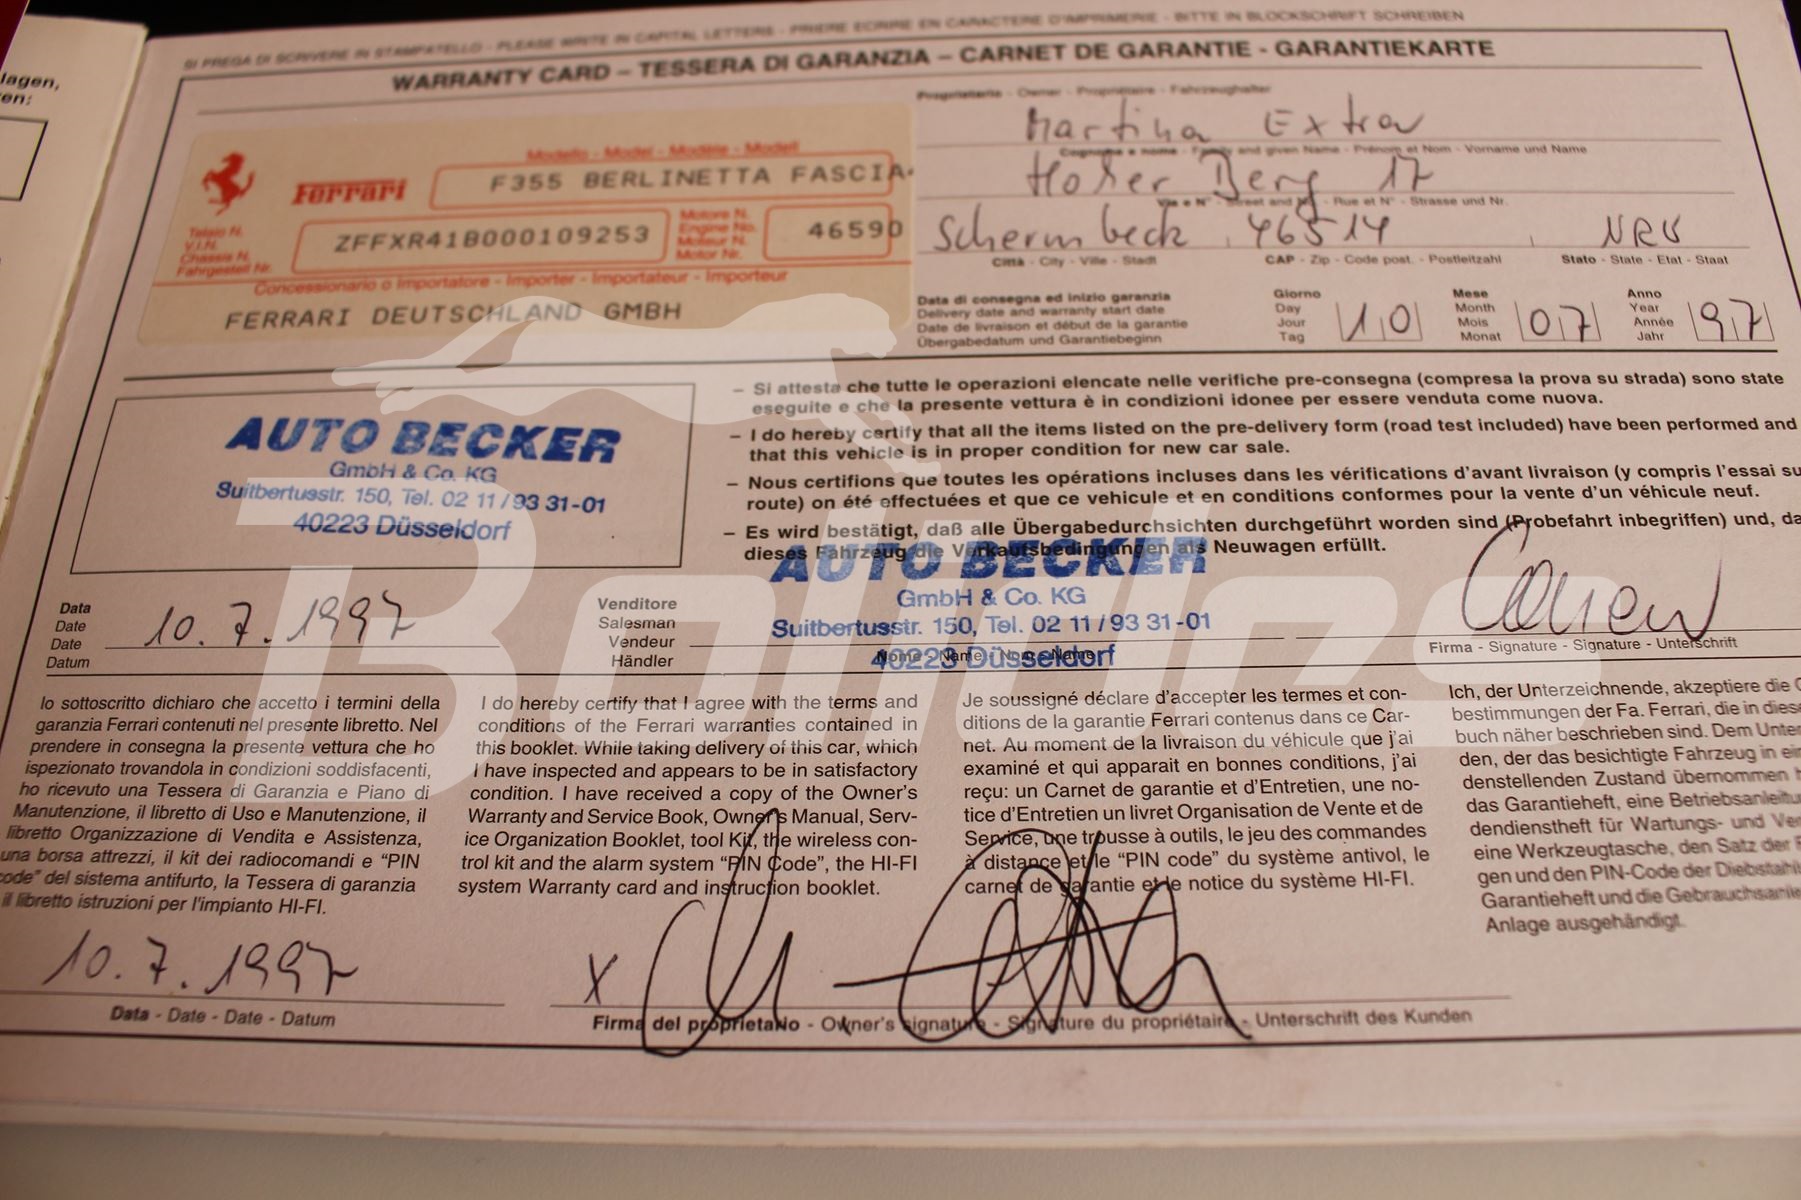 lagen,
en:
SI PREGA DI SCRIVERE IN STAMPATELLO - PLEASE WRITE IN CAPITAL LETTERS - PRIERE ECRIRE EN CARACTERE D'IMPRIMERIE - BITTE IN BLOCKSCHRIFT SCHREIBEN
WARRANTY CARD – TESSERA DI GARANZIA – CARNET DE GARANTIE - GARANTIEKARTE
Proprietario - Owner - Propriétaire - Fahrzeughalter
Martina Extra
Cognome e nome - Family and given Name - Prénom et Nom - Vorname und Name
Berg 17
Via e N° - Street and N° - Rue et N° - Strasse und Nr.
Schermbeck 46514 NRW
Città - City - Ville - Stadt CAP - Zip - Code post. - Postleitzahl Stato - State - Etat - Staat
Modello - Model - Modèle - Modell
Ferrari F355 BERLINETTA FASCIA
Telaio N.
V.I.N.
Chassis N.
Fahrgestell Nr.
ZFFXR41B000109253
Motore N.
Engine No.
Moteur N.
Motor Nr.
46590
Concessionario o Importatore - Importer - Importateur - Importeur
FERRARI DEUTSCHLAND GMBH
Data di consegna ed inizio garanzia
Delivery date and warranty start date
Date de livraison et début de la garantie
Übergabedatum und Garantiebeginn
Giorno
Day
Jour
Tag
10
Mese
Month
Mois
Monat
07
Anno
Year
Année
Jahr
97
AUTO BECKER
GmbH & Co. KG
Suitbertusstr. 150, Tel. 02 11 / 93 31-01
40223 Düsseldorf
– Si attesta che tutte le operazioni elencate nelle verifiche pre-consegna (compresa la prova su strada) sono state
eseguite e che la presente vettura è in condizioni idonee per essere venduta come nuova.
– I do hereby certify that all the items listed on the pre-delivery form (road test included) have been performed and
that this vehicle is in proper condition for new car sale.
– Nous certifions que toutes les opérations incluses dans les vérifications d'avant livraison (y compris l'essai su
route) on été effectuées et que ce vehicule et en conditions conformes pour la vente d'un véhicule neuf.
– Es wird bestätigt, daß alle Übergabedurchsichten durchgeführt worden sind (Probefahrt inbegriffen) und, da
dieses Fahrzeug die Verkaufsbedingungen als Neuwagen erfüllt.
AUTO BECKER
GmbH & Co. KG
Suitbertusstr. 150, Tel. 02 11 / 93 31-01
40223 Düsseldorf
Data
Date
Date
Datum
10.7.1997
Venditore
Salesman
Vendeur
Händler
Nome - Name - Nom - Name
Firma - Signature - Signature - Unterschrift
Bolides
Io sottoscritto dichiaro che accetto i termini della
garanzia Ferrari contenuti nel presente libretto. Nel
prendere in consegna la presente vettura che ho
ispezionato trovandola in condizioni soddisfacenti,
ho ricevuto una Tessera di Garanzia e Piano di
Manutenzione, il libretto di Uso e Manutenzione, il
libretto Organizzazione di Vendita e Assistenza,
una borsa attrezzi, il kit dei radiocomandi e “PIN
code” del sistema antifurto, la Tessera di garanzia
il libretto istruzioni per l'impianto HI-FI.
I do hereby certify that I agree with the terms and
conditions of the Ferrari warranties contained in
this booklet. While taking delivery of this car, which
I have inspected and appears to be in satisfactory
condition. I have received a copy of the Owner's
Warranty and Service Book, Owner's Manual, Serv-
ice Organization Booklet, tool Kit, the wireless con-
trol kit and the alarm system “PIN Code”, the HI-FI
system Warranty card and instruction booklet.
Je soussigné déclare d'accepter les termes et con-
ditions de la garantie Ferrari contenus dans ce Car-
net. Au moment de la livraison du véhicule que j'ai
examiné et qui apparait en bonnes conditions, j'ai
reçu: un Carnet de garantie et d'Entretien, une no-
tice d'Entretien un livret Organisation de Vente et de
Service, une trousse à outils, le jeu des commandes
à distance et le “PIN code” du système antivol, le
carnet de garantie et le notice du système HI-FI.
Ich, der Unterzeichnende, akzeptiere die G
bestimmungen der Fa. Ferrari, die in diese
buch näher beschrieben sind. Dem Unter
den, der das besichtigte Fahrzeug in ein
denstellenden Zustand übernommen h
das Garantieheft, eine Betriebsanleitu
dendienstheft für Wartungs- und Ve
eine Werkzeugtasche, den Satz der F
gen und den PIN-Code der Diebstahl
Garantieheft und die Gebrauchsanle
Anlage ausgehändigt.
10.7.1997
x
Data - Date - Date - Datum
Firma del proprietario - Owner's signature - Signature du propriétaire - Unterschrift des Kunden